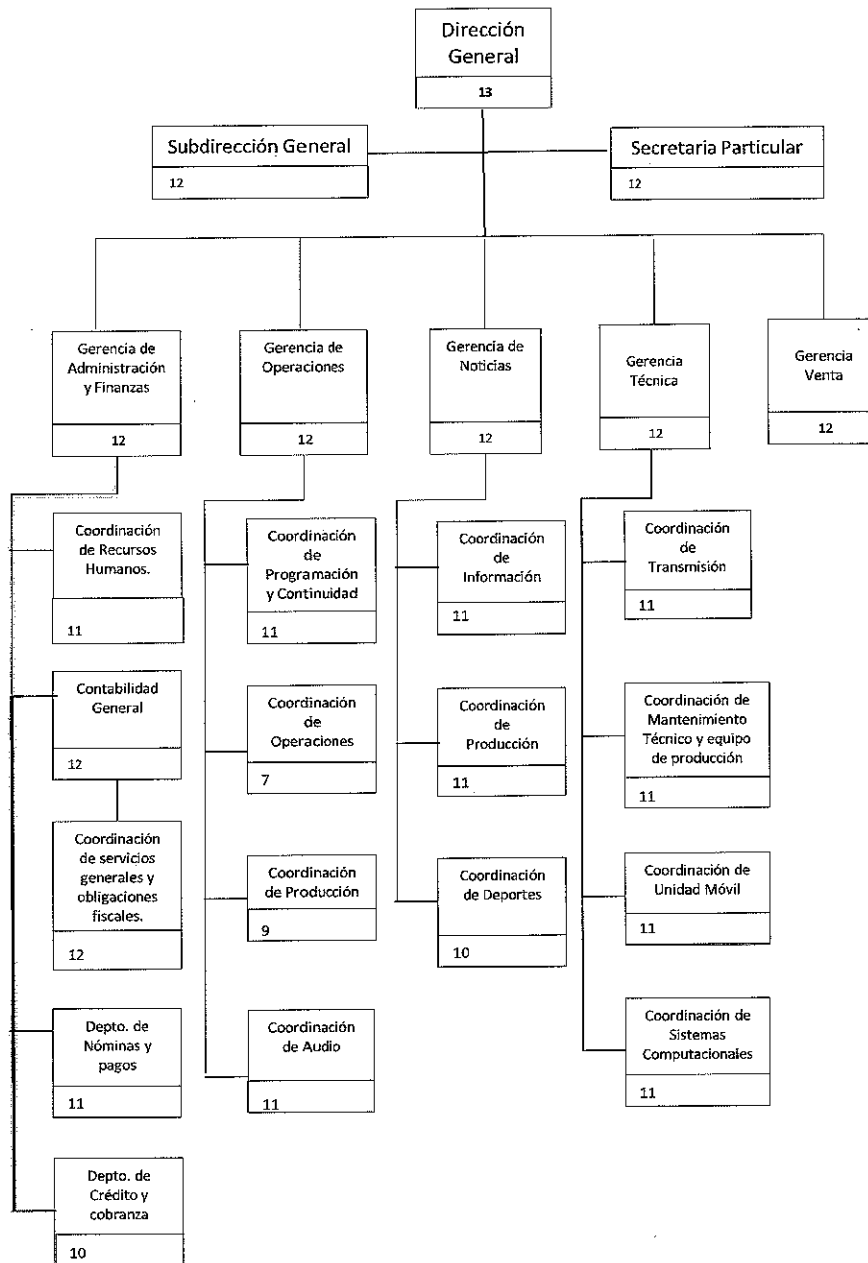 Dirección
General
13
Subdirección General
12
Secretaria Particular
12
Gerencia de
Administración
y Finanzas
12
Gerencia de
Operaciones
12
Gerencia de
Noticias
12
Gerencia
Técnica
12
Gerencia
Venta
12
Coordinación
de Recursos
Humanos.
11
Contabilidad
General
12
Coordinación
de servicios
generales y
obligaciones
fiscales.
12
Depto. de
Nóminas y
pagos
11
Depto. de
Crédito y
cobranza
10
Coordinación
de
Programación
y Continuidad
11
Coordinación
de
Operaciones
7
Coordinación
de Producción
9
Coordinación
de Audio
11
Coordinación
de
Información
11
Coordinación
de
Producción
11
Coordinación
de Deportes
10
Coordinación
de
Transmisión
11
Coordinación de
Mantenimiento
Técnico y equipo
de producción
11
Coordinación de
Unidad Móvil
11
Coordinación de
Sistemas
Computacionales
11